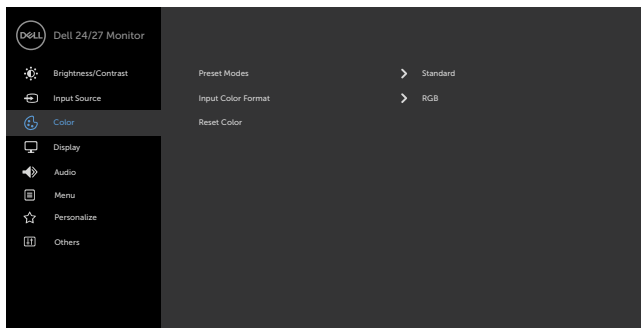 DELL Dell 24/27 Monitor
Brightness/Contrast
Preset Modes Standard
Input Source
Input Color Format RGB
Color
Reset Color
Display
Audio
Menu
Personalize
Others